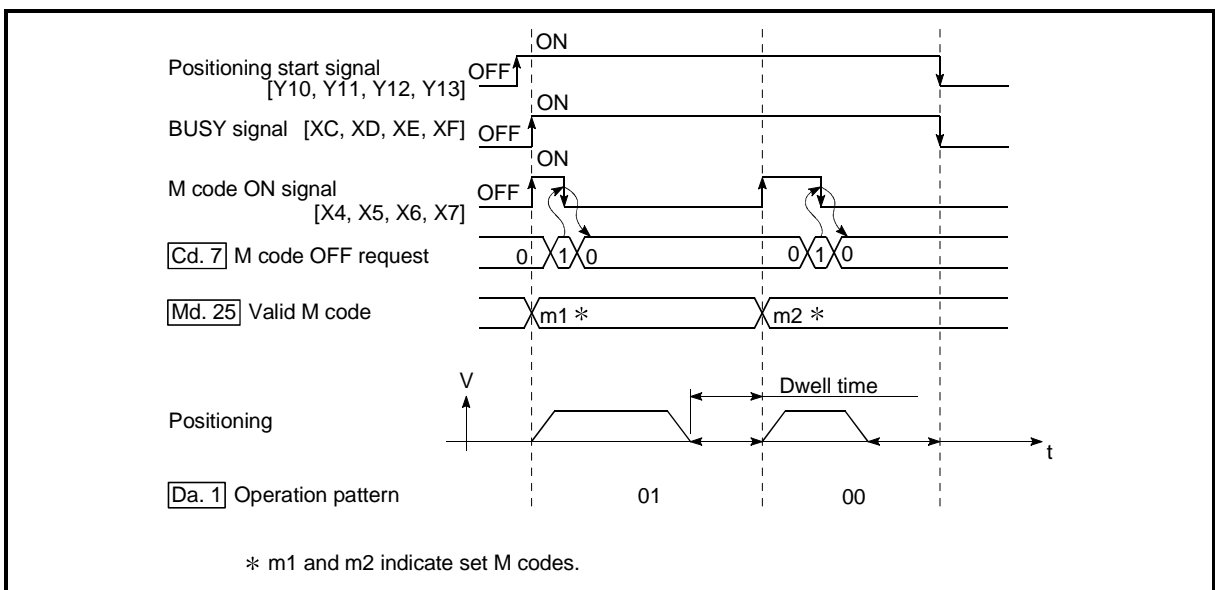 ON
Positioning start signal OFF
[Y10, Y11, Y12, Y13]
ON
BUSY signal [XC, XD, XE, XF] OFF
ON
M code ON signal OFF
[X4, X5, X6, X7]
Cd. 7 M code OFF request 0 1 0 0 1 0
Md. 25 Valid M code m1 * m2 *
V Dwell time
Positioning
t
Da. 1 Operation pattern 01 00
* m1 and m2 indicate set M codes.